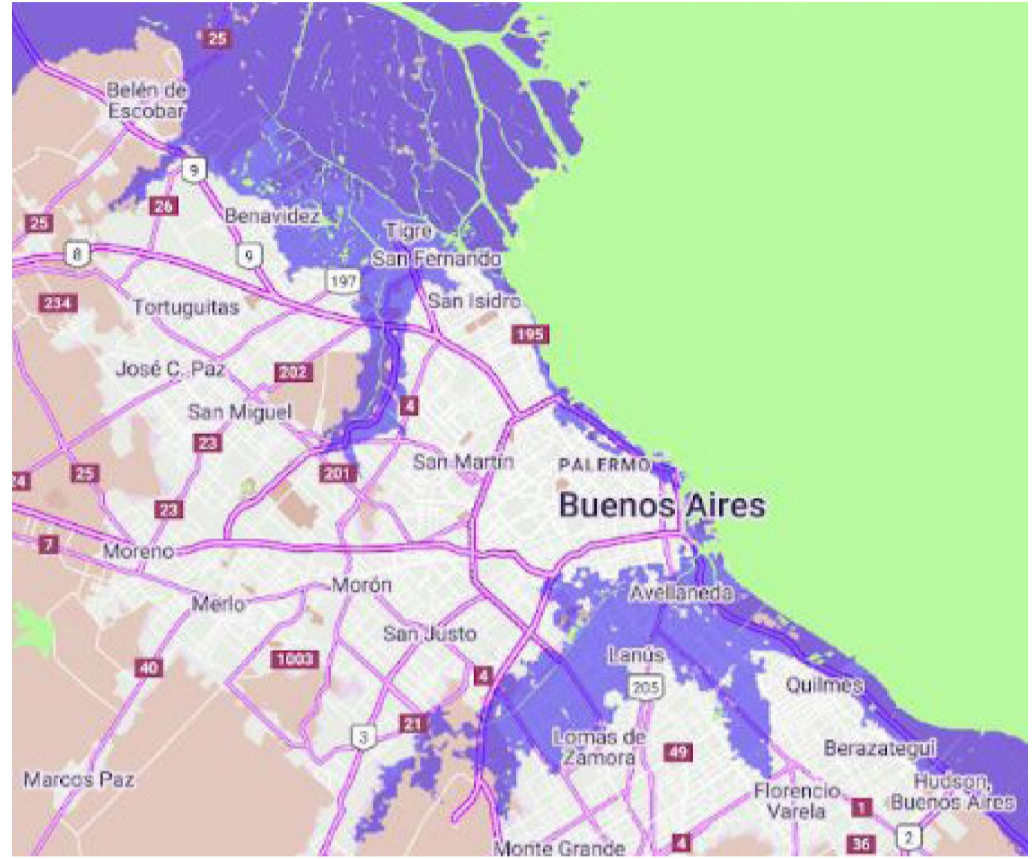 25
Belén de
Escobar
9
26
25
Benavidez
Tigre
8
9
San Fernando
197
234
Tortuguitas
San Isidro
195
José C. Paz
202
San Miguel
4
23
25
201
San Martín
PALERMO
24
Buenos Aires
23
7
Moreno
Morón
Merlo
Avellaneda
San Justo
40
1003
4
Lanús
205
Quilmes
21
3
Lomas de
Zamora
49
Berazategui
Marcos Paz
Florencio
Varela
Hudson,
Buenos Aires
1
2
Monte Grande
4
36